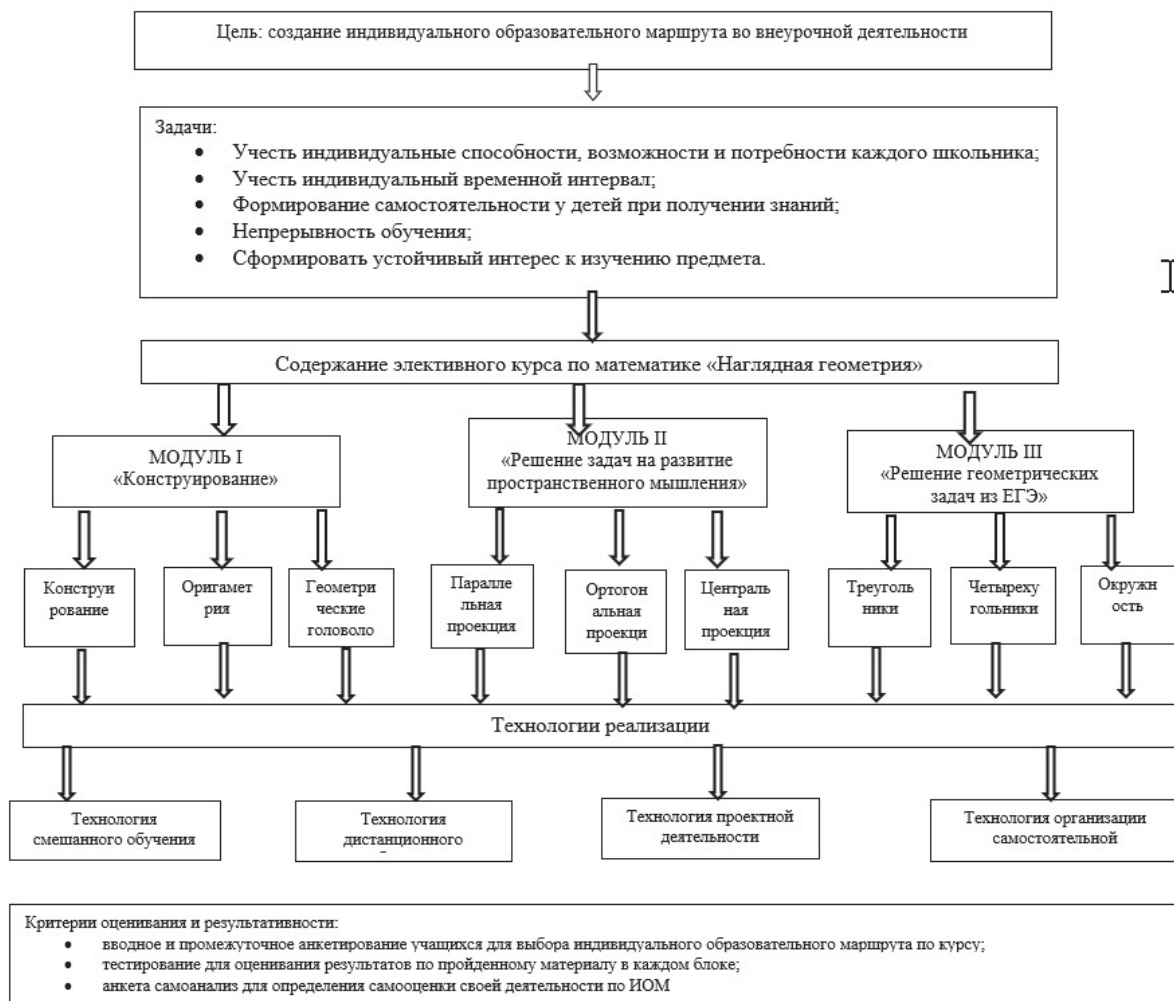 Цель: создание индивидуального образовательного маршрута во внеурочной деятельности
Задачи:
• Учесть индивидуальные способности, возможности и потребности каждого школьника;
• Учесть индивидуальный временной интервал;
• Формирование самостоятельности у детей при получении знаний;
• Непрерывность обучения;
• Сформировать устойчивый интерес к изучению предмета.
Содержание элективного курса по математике «Наглядная геометрия»
МОДУЛЬ I
«Конструирование»
МОДУЛЬ II
«Решение задач на развитие
пространственного мышления»
МОДУЛЬ III
«Решение геометрических
задач из ЕГЭ»
Конструи
рование
Оригамет
рия
Геометри
ческие
головоло
Паралле
льная
проекция
Ортогон
альная
проекци
Централь
ная
проекция
Треуголь
ники
Четыреху
гольники
Окружн
ость
Технологии реализации
Технология
смешанного обучения
Технология
дистанционного
Технология проектной
деятельности
Технология организации
самостоятельной
Критерии оценивания и результативности:
• вводное и промежуточное анкетирование учащихся для выбора индивидуального образовательного маршрута по курсу;
• тестирование для оценивания результатов по пройденному материалу в каждом блоке;
• анкета самоанализ для определения самооценки своей деятельности по ИОМ